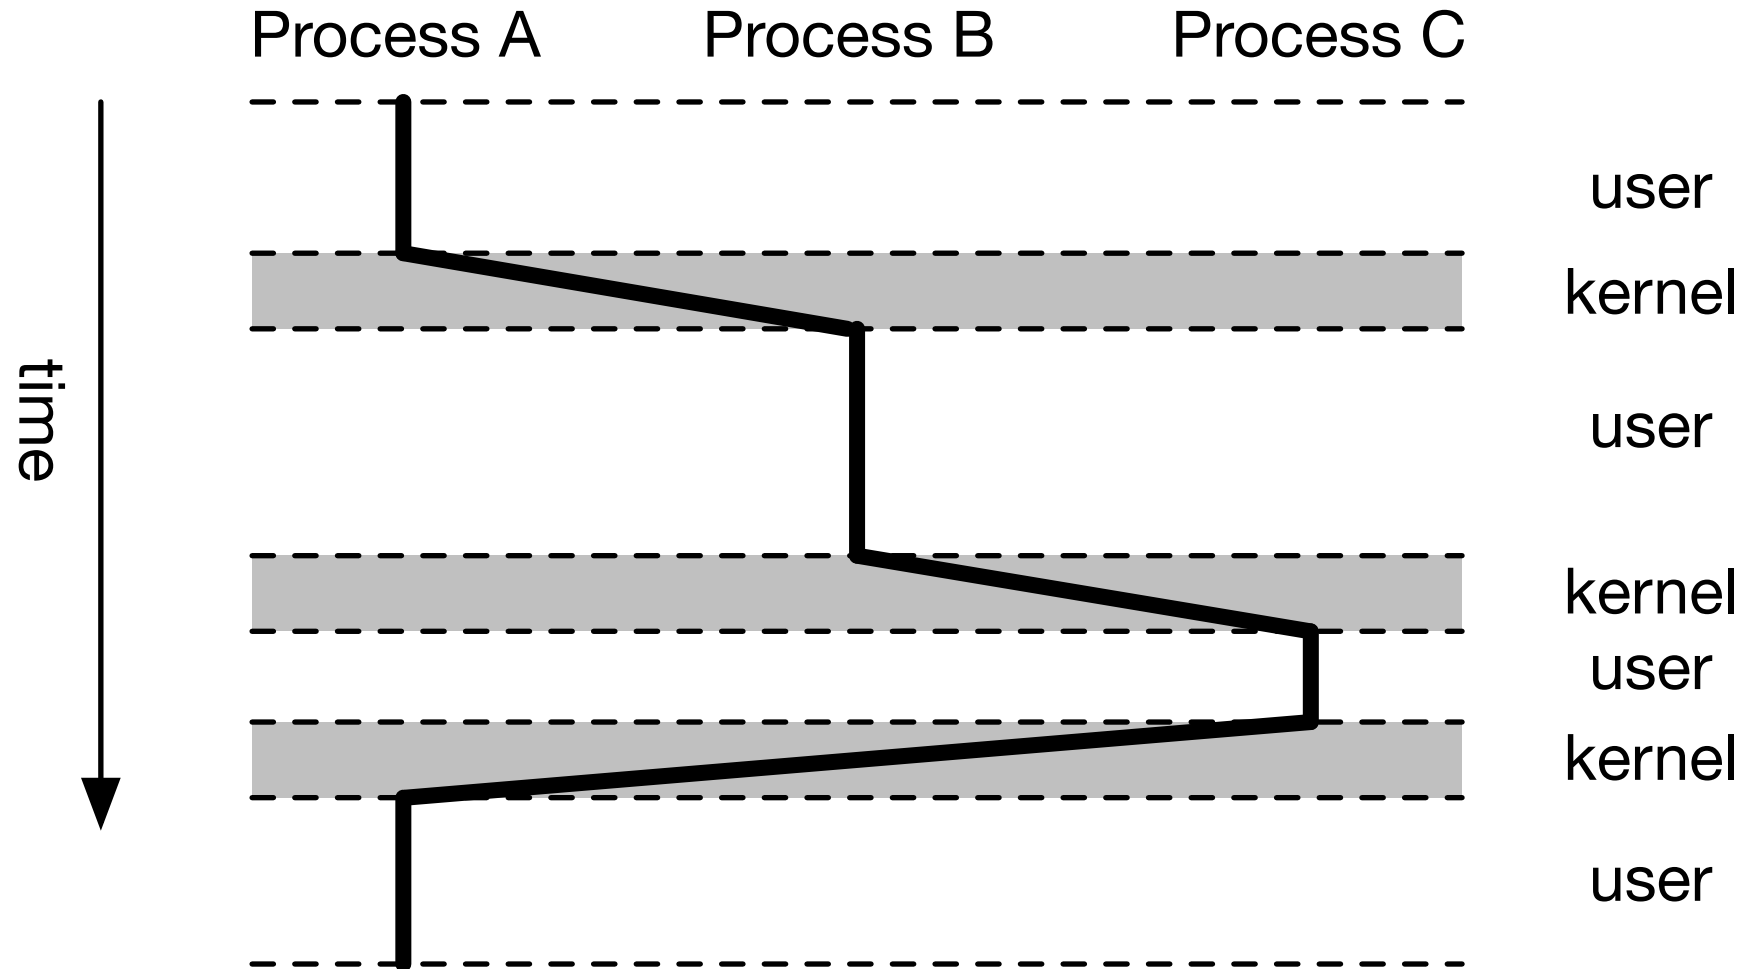 Process A Process B Process C
user
kernel
time
user
kernel
user
kernel
user